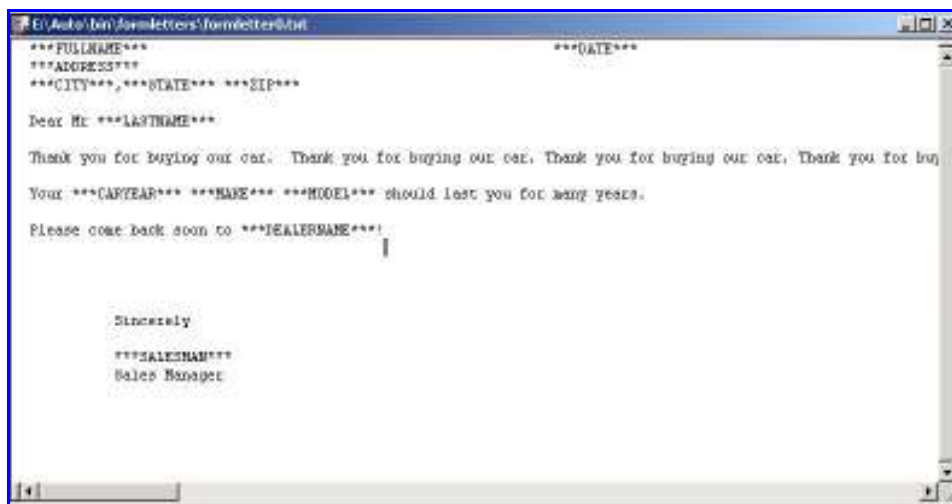 E:\Auto\bin\formletters\formletter0.txt
***FULLNAME*** ***DATE***
***ADDRESS***
***CITY***,***STATE*** ***ZIP***
Dear Mr ***LASTNAME***
Thank you for buying our car.  Thank you for buying our car. Thank you for buying our car. Thank you for buy
Your ***CARYEAR*** ***MAKE*** ***MODEL*** should last you for many years.
Please come back soon to ***DEALERNAME***!
Sincerely
***SALESMAN***
Sales Manager